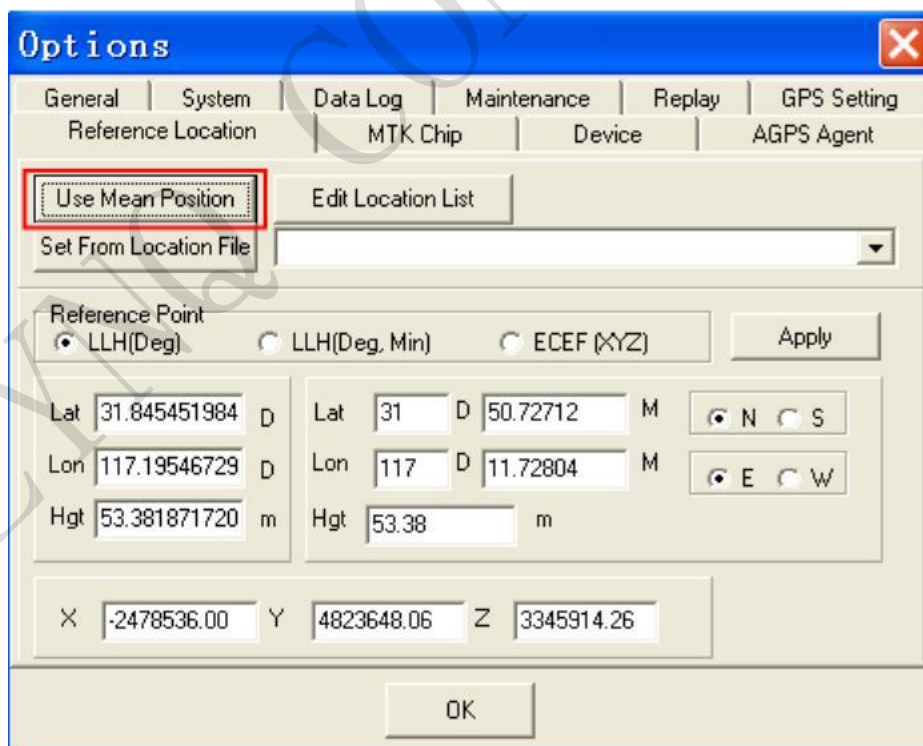 Options
General System Data Log Maintenance Replay GPS Setting
Reference Location MTK Chip Device AGPS Agent
Use Mean Position Edit Location List
Set From Location File
Reference Point
LLH(Deg) LLH(Deg, Min) ECEF (XYZ) Apply
Lat 31.845451984 D Lat 31 D 50.72712 M N S
Lon 117.19546729 D Lon 117 D 11.72804 M E W
Hgt 53.381871720 m Hgt 53.38 m
X -2478536.00 Y 4823648.06 Z 3345914.26
OK